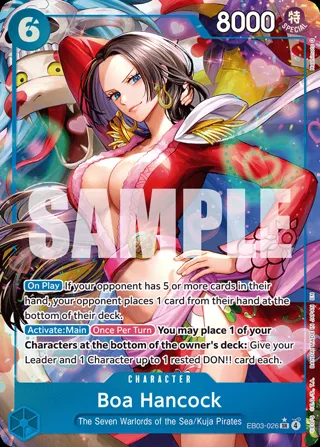 6
8000 特
SPECIAL
SAMPLE
On Play If your opponent has 5 or more cards in their
hand, your opponent places 1 card from their hand at the
bottom of their deck.
Activate:Main Once Per Turn You may place 1 of your
Characters at the bottom of the owner's deck: Give your
Leader and 1 Character up to 1 rested DON!! card each.
CHARACTER
Boa Hancock
The Seven Warlords of the Sea/Kuja Pirates
EB03-026 SR 4